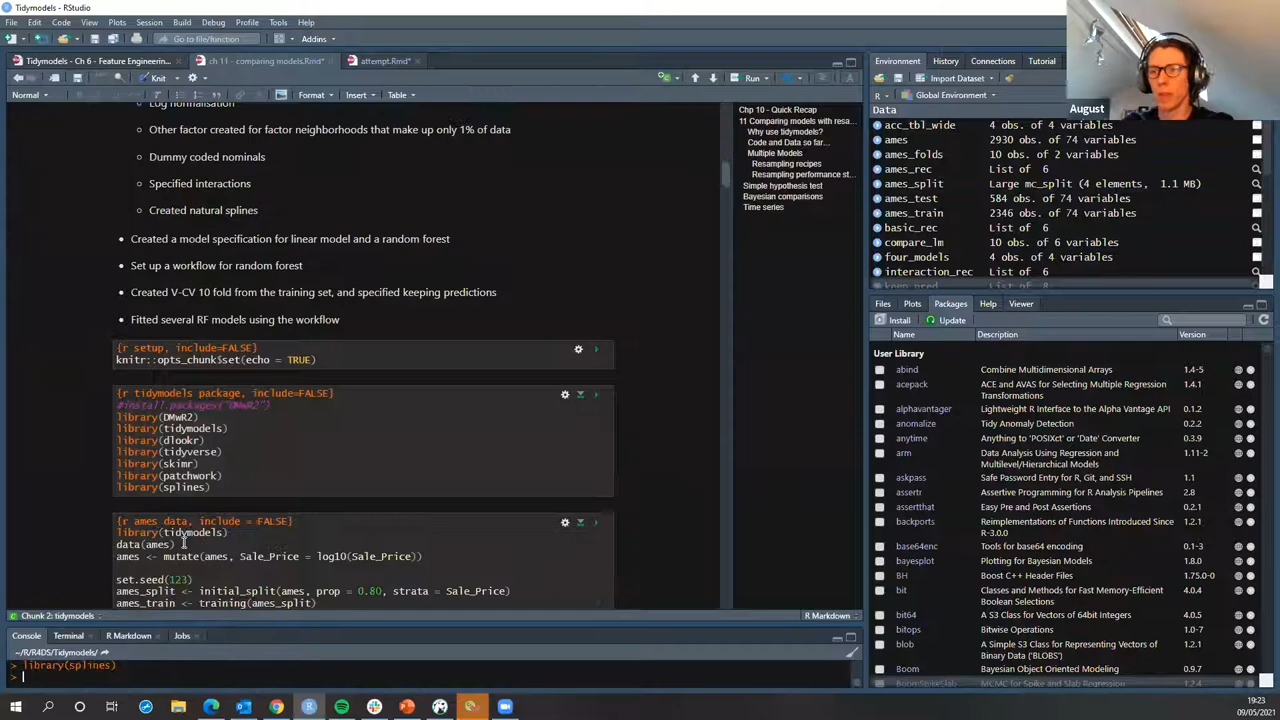 Tidymodels - RStudio
File Edit Code View Plots Session Build Debug Profile Tools Help
Go to file/function Addins
Tidymodels - Ch 6 - Feature Engineerin... ch 11 - comparing models.Rmd* attempt.Rmd*
Knit Run
Normal Format Insert Table
Log normalisation
Other factor created for factor neighborhoods that make up only 1% of data
Dummy coded nominals
Specified interactions
Created natural splines
Created a model specification for linear model and a random forest
Set up a workflow for random forest
Created V-CV 10 fold from the training set, and specified keeping predictions
Fitted several RF models using the workflow
{r setup, include=FALSE}
knitr::opts_chunk$set(echo = TRUE)
{r tidymodels package, include=FALSE}
#install.packages("DMwR2")
library(DMwR2)
library(tidymodels)
library(dlookr)
library(tidyverse)
library(skimr)
library(patchwork)
library(splines)
{r ames data, include = FALSE}
library(tidymodels)
data(ames)
ames <- mutate(ames, Sale_Price = log10(Sale_Price))
set.seed(123)
ames_split <- initial_split(ames, prop = 0.80, strata = Sale_Price)
ames_train <- training(ames_split)
Chunk 2: tidymodels R Markdown
Chp 10 - Quick Recap
11 Comparing models with resa...
Why use tidymodels?
Code and Data so far...
Multiple Models
Resampling recipes
Resampling performance st...
Simple hypothesis test
Bayesian comparisons
Time series
Console Terminal R Markdown Jobs
~/R/R4DS/Tidymodels/
> library(splines)
>
Environment History Connections Tutorial
Import Dataset
R Global Environment
August
Data
acc_tbl_wide 4 obs. of 4 variables
ames 2930 obs. of 74 variables
ames_folds 10 obs. of 2 variables
ames_rec List of 6
ames_split Large mc_split (4 elements, 1.1 MB)
ames_test 584 obs. of 74 variables
ames_train 2346 obs. of 74 variables
basic_rec List of 6
compare_lm 10 obs. of 6 variables
four_models 4 obs. of 4 variables
interaction_rec List of 6
keep_pred List of 8
Files Plots Packages Help Viewer
Install Update
Name Description Version
User Library
abind Combine Multidimensional Arrays 1.4-5
acepack ACE and AVAS for Selecting Multiple Regression Transformations 1.4.1
alphavantager Lightweight R Interface to the Alpha Vantage API 0.1.2
anomalize Tidy Anomaly Detection 0.2.2
anytime Anything to 'POSIXct' or 'Date' Converter 0.3.9
arm Data Analysis Using Regression and Multilevel/Hierarchical Models 1.11-2
askpass Safe Password Entry for R, Git, and SSH 1.1
assertr Assertive Programming for R Analysis Pipelines 2.8
assertthat Easy Pre and Post Assertions 0.2.1
backports Reimplementations of Functions Introduced Since R-3.0.0 1.2.1
base64enc Tools for base64 encoding 0.1-3
bayesplot Plotting for Bayesian Models 1.8.0
BH Boost C++ Header Files 1.75.0-0
bit Classes and Methods for Fast Memory-Efficient Boolean Selections 4.0.4
bit64 A S3 Class for Vectors of 64bit Integers 4.0.5
bitops Bitwise Operations 1.0-7
blob A Simple S3 Class for Representing Vectors of Binary Data ('BLOBS') 1.2.1
Boom Bayesian Object Oriented Modeling 0.9.7
BoomSpikeSlab MCMC for Spike and Slab Regression 1.2.4
19:23
09/05/2021